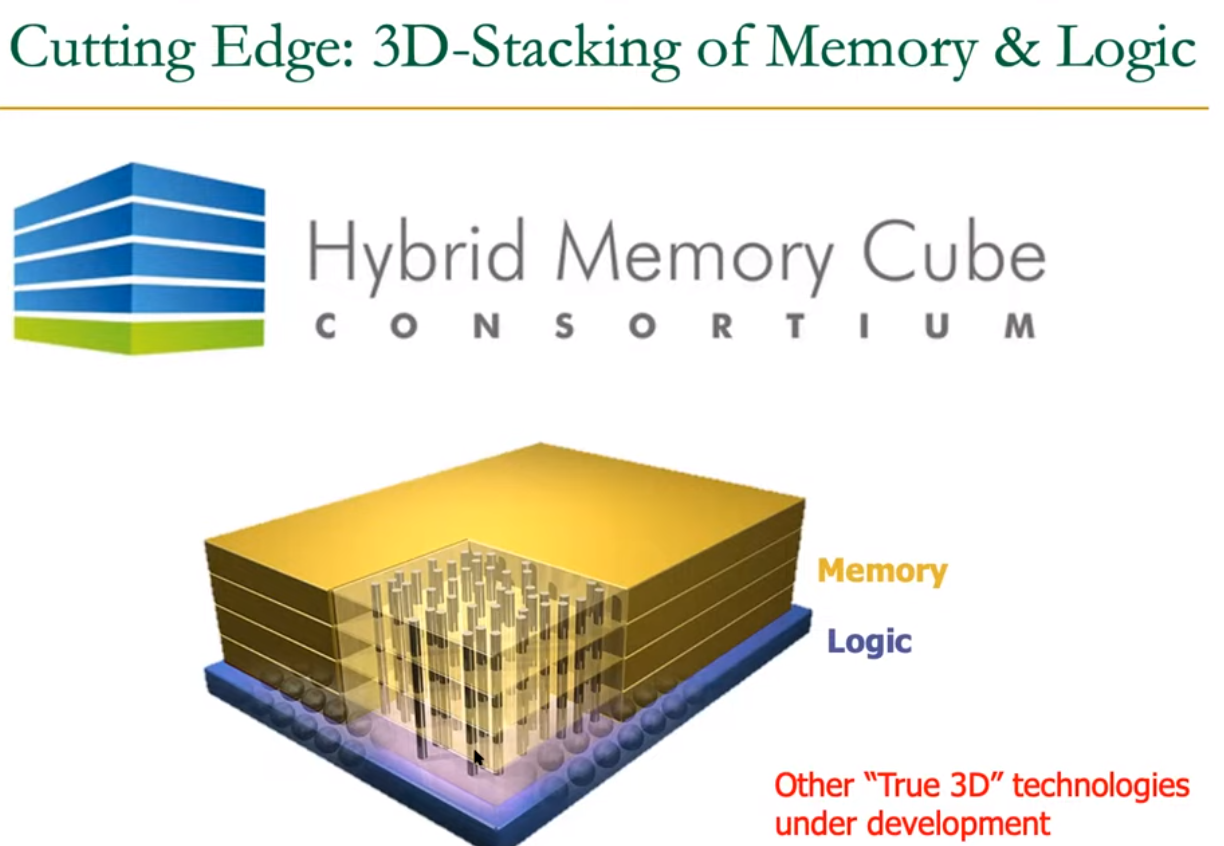 Cutting Edge: 3D-Stacking of Memory & Logic
Hybrid Memory Cube
CONSORTIUM
Memory
Logic
Other “True 3D” technologies
under development